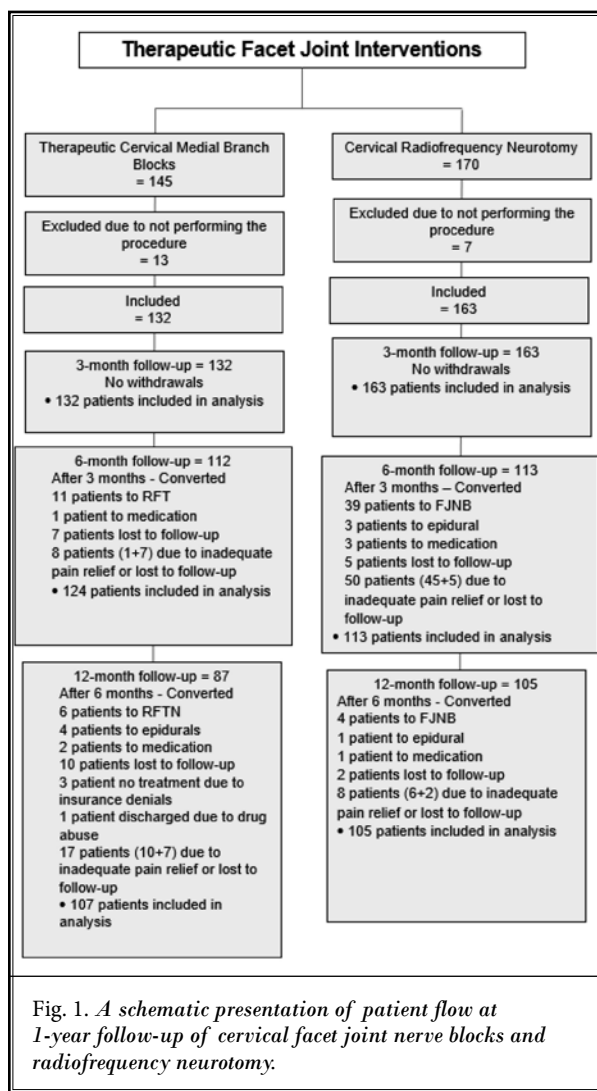 Therapeutic Facet Joint Interventions
Therapeutic Cervical Medial Branch
Blocks
= 145
Excluded due to not performing the
procedure
= 13
Included
= 132
3-month follow-up = 132
No withdrawals
• 132 patients included in analysis
6-month follow-up = 112
After 3 months - Converted
11 patients to RFT
1 patient to medication
7 patients lost to follow-up
8 patients (1+7) due to inadequate
pain relief or lost to follow-up
• 124 patients included in analysis
12-month follow-up = 87
After 6 months - Converted
6 patients to RFTN
4 patients to epidurals
2 patients to medication
10 patients lost to follow-up
3 patient no treatment due to
insurance denials
1 patient discharged due to drug
abuse
17 patients (10+7) due to
inadequate pain relief or lost to
follow-up
• 107 patients included in
analysis
Cervical Radiofrequency Neurotomy
= 170
Excluded due to not performing the
procedure
= 7
Included
= 163
3-month follow-up = 163
No withdrawals
• 163 patients included in analysis
6-month follow-up = 113
After 3 months – Converted
39 patients to FJNB
3 patients to epidural
3 patients to medication
5 patients lost to follow-up
50 patients (45+5) due to
inadequate pain relief or lost to
follow-up
• 113 patients included in analysis
12-month follow-up = 105
After 6 months - Converted
4 patients to FJNB
1 patient to epidural
1 patient to medication
2 patients lost to follow-up
8 patients (6+2) due to inadequate
pain relief or lost to follow-up
• 105 patients included in analysis
Fig. 1. A schematic presentation of patient flow at
1-year follow-up of cervical facet joint nerve blocks and
radiofrequency neurotomy.